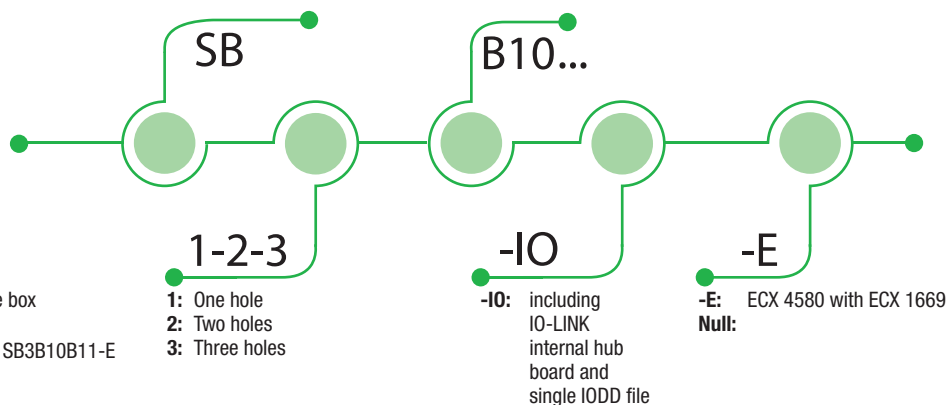 SB
B10...
1-2-3
-IO
-E
e box
SB3B10B11-E
1: One hole
2: Two holes
3: Three holes
-IO: including
IO-LINK
internal hub
board and
single IODD file
-E: ECX 4580 with ECX 1669
Null: